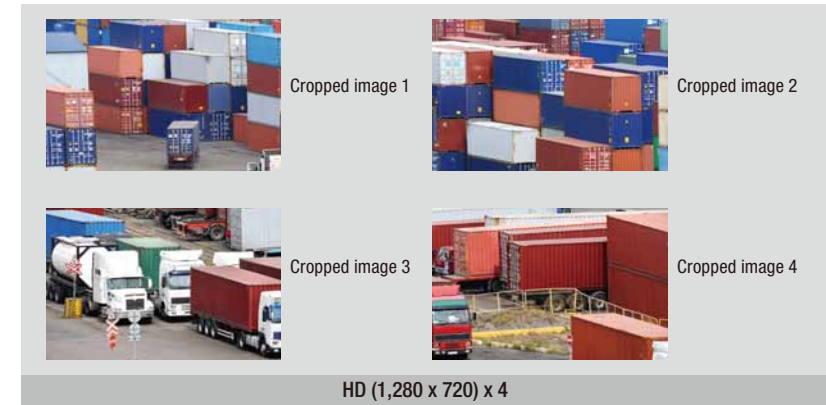 Cropped image 1
Cropped image 2
Cropped image 3
Cropped image 4
HD (1,280 x 720) x 4